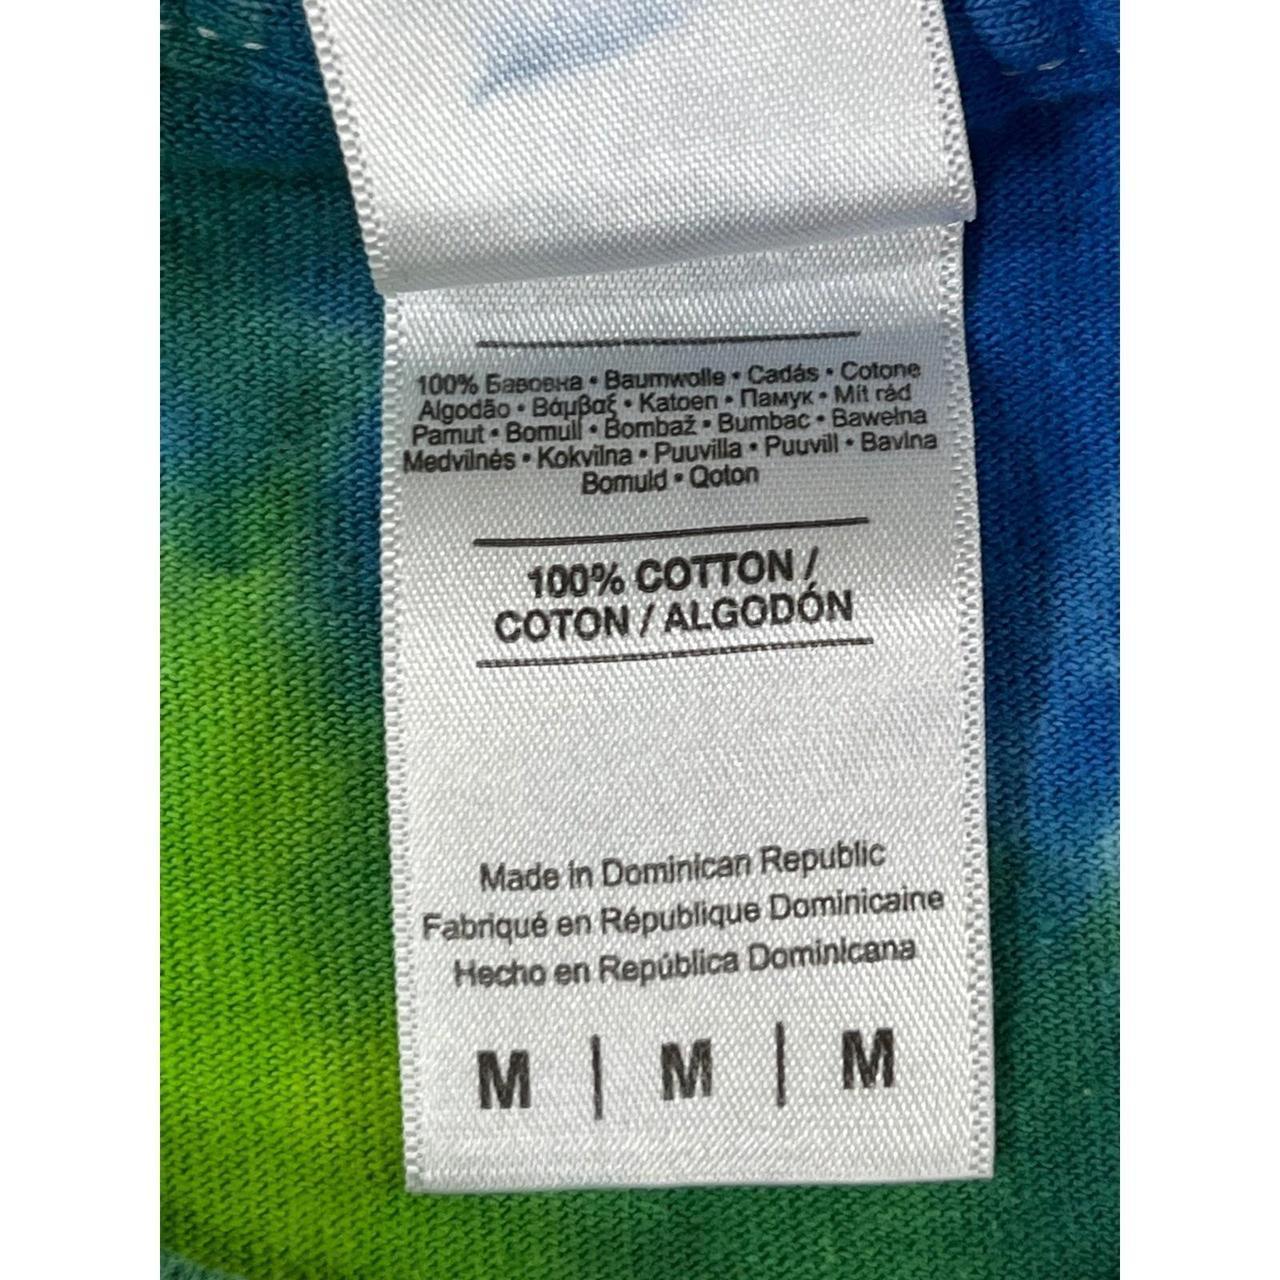 100% Бавовна • Baumwolle • Cadás • Cotone
Algodão • Βάμβαξ • Katoen • Памук • Mit rád
Pamut • Bomull • Bombaž • Bumbac • Bawełna
Medvilnės • Kokvilna • Puuvilla • Puuvill • Bavlna
Bomuld • Qoton
100% COTTON /
COTON / ALGODÓN
Made in Dominican Republic
Fabriqué en République Dominicaine
Hecho en República Dominicana
M | M | M